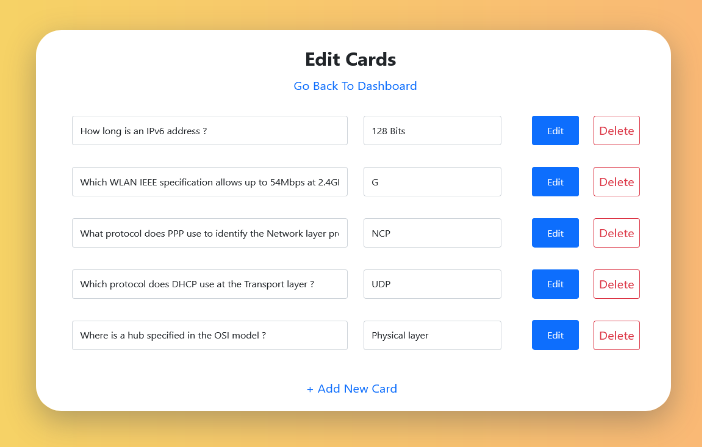 Edit Cards
Go Back To Dashboard
How long is an IPv6 address ? 128 Bits Edit Delete
Which WLAN IEEE specification allows up to 54Mbps at 2.4G G Edit Delete
What protocol does PPP use to identify the Network layer NCP Edit Delete
Which protocol does DHCP use at the Transport layer ? UDP Edit Delete
Where is a hub specified in the OSI model ? Physical layer Edit Delete
+ Add New Card